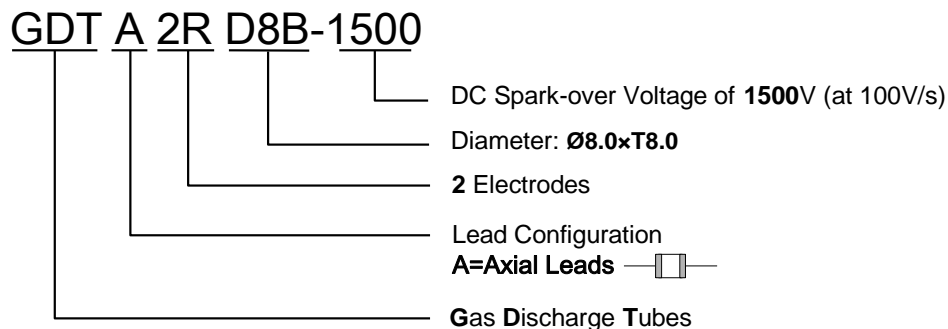 GDT A 2R D8B-1500
DC Spark-over Voltage of 1500V (at 100V/s)
Diameter: Ø8.0×T8.0
2 Electrodes
Lead Configuration
A=Axial Leads
Gas Discharge Tubes